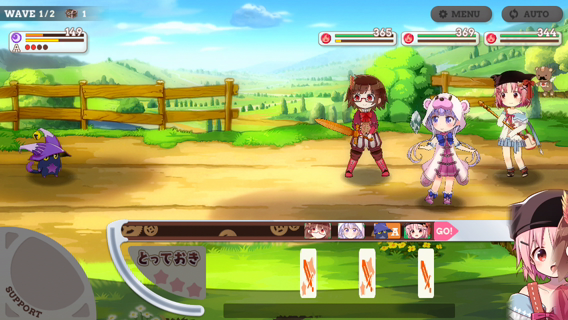 WAVE 1/2 1
MENU
AUTO
149
A
365
369
344
A
GO!
とっておき
SUPPORT